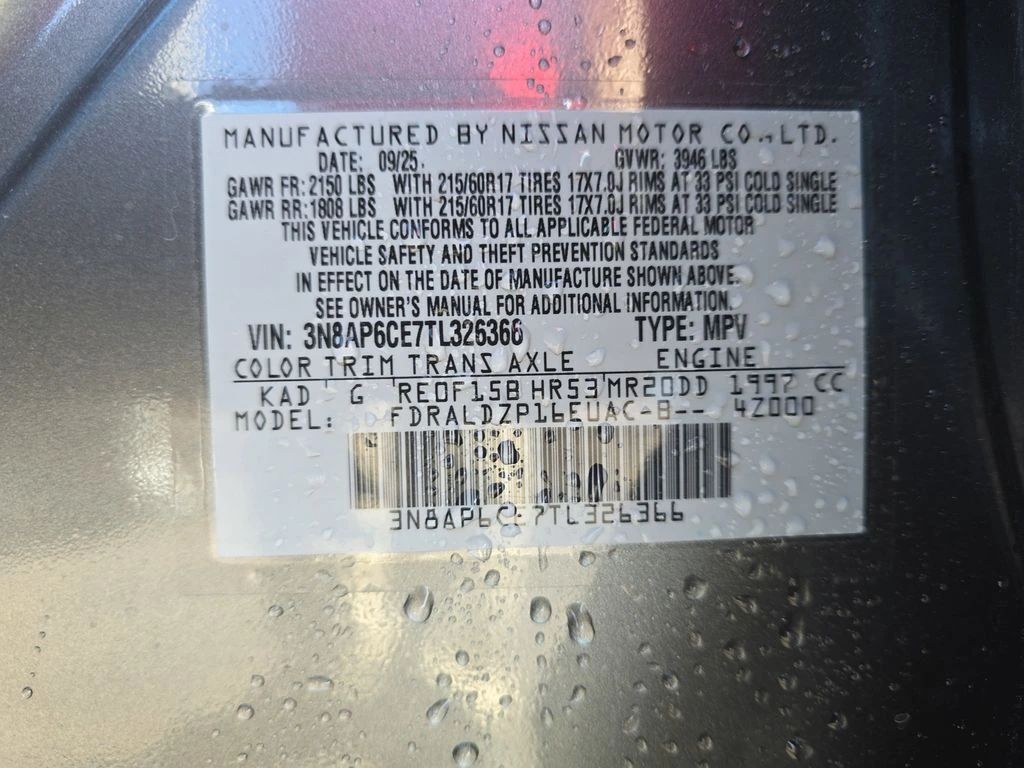 MANUFACTURED BY NISSAN MOTOR CO., LTD.
DATE: 09/25. GVWR: 3946 LBS
GAWR FR: 2150 LBS WITH 215/60R17 TIRES 17X7.0J RIMS AT 33 PSI COLD SINGLE
GAWR RR: 1808 LBS WITH 215/60R17 TIRES 17X7.0J RIMS AT 33 PSI COLD SINGLE
THIS VEHICLE CONFORMS TO ALL APPLICABLE FEDERAL MOTOR
VEHICLE SAFETY AND THEFT PREVENTION STANDARDS
IN EFFECT ON THE DATE OF MANUFACTURE SHOWN ABOVE.
SEE OWNER'S MANUAL FOR ADDITIONAL INFORMATION.
VIN: 3N8AP6CE7TL326366 TYPE: MPV
COLOR TRIM TRANS AXLE ENGINE
KAD G RE0F15B HR53 MR20DD 1997 CC
MODEL: FDRALDZP16EUAC-B-- 4Z000
3N8AP6CE7TL326366